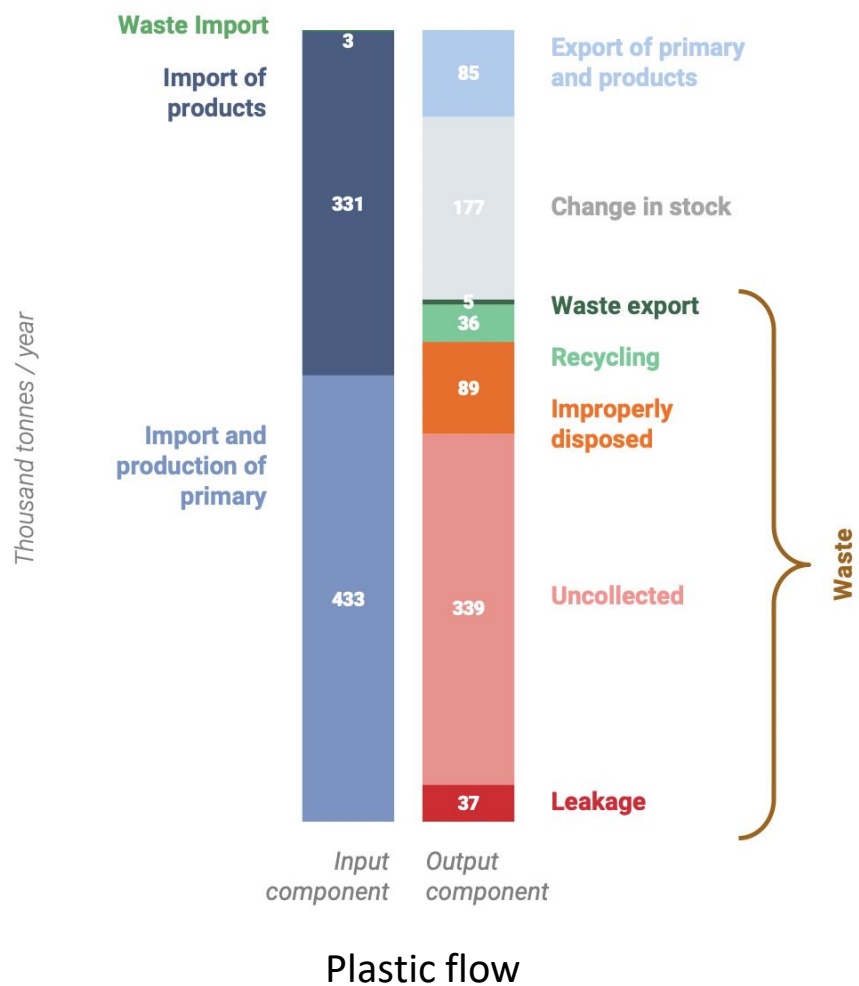 Waste Import
Import of
products
Import and
production of
primary
Thousand tonnes / year
3
331
433
85
177
5
36
89
339
37
Export of primary
and products
Change in stock
Waste export
Recycling
Improperly
disposed
Uncollected
Leakage
Waste
Input
component
Output
component
Plastic flow